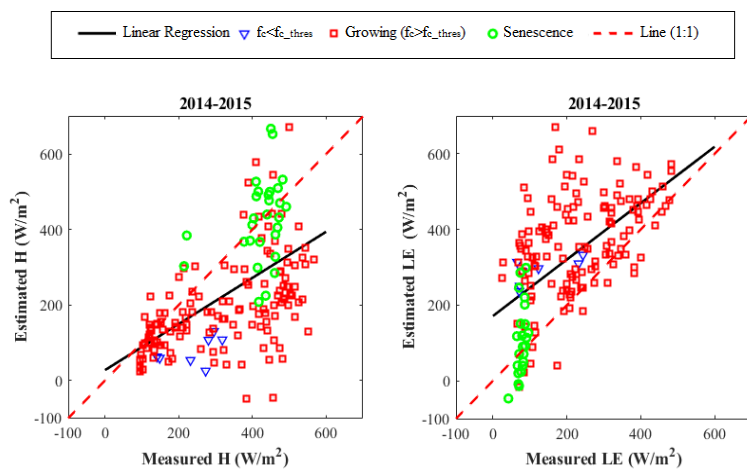 Linear Regression fc<fc_thres Growing (fc>fc_thres) Senescence Line (1:1)
2014-2015
Estimated H (W/m²)
600
400
200
0
-100
-100 0 200 400 600
Measured H (W/m²)
2014-2015
Estimated LE (W/m²)
600
400
200
0
-100
-100 0 200 400 600
Measured LE (W/m²)